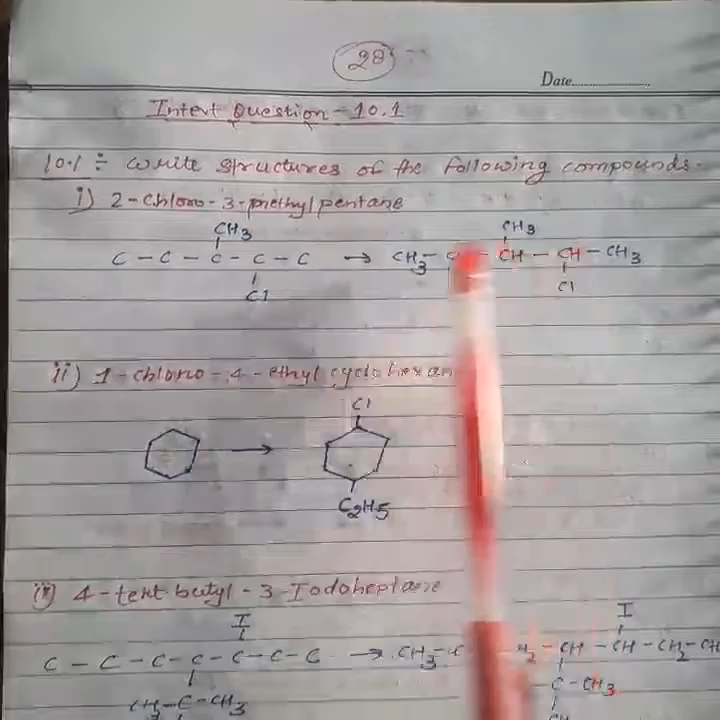 28
Date
Intext Question - 10.1
10.1 ÷ Write structures of the following compounds.
i) 2-chloro-3-methyl pentane
CH3 CH3
C - C - C - C - C → CH3 - - CH - CH - CH3
Cl Cl
ii) 1-chloro-4-ethyl cyclohexan
Cl
→
C2H5
iii) 4-tert butyl-3-Iodoheptane
I I
C - C - C - C - C - C - C → CH3 - - CH - CH - CH2 - CH
CH3 - C - CH3 C - CH3